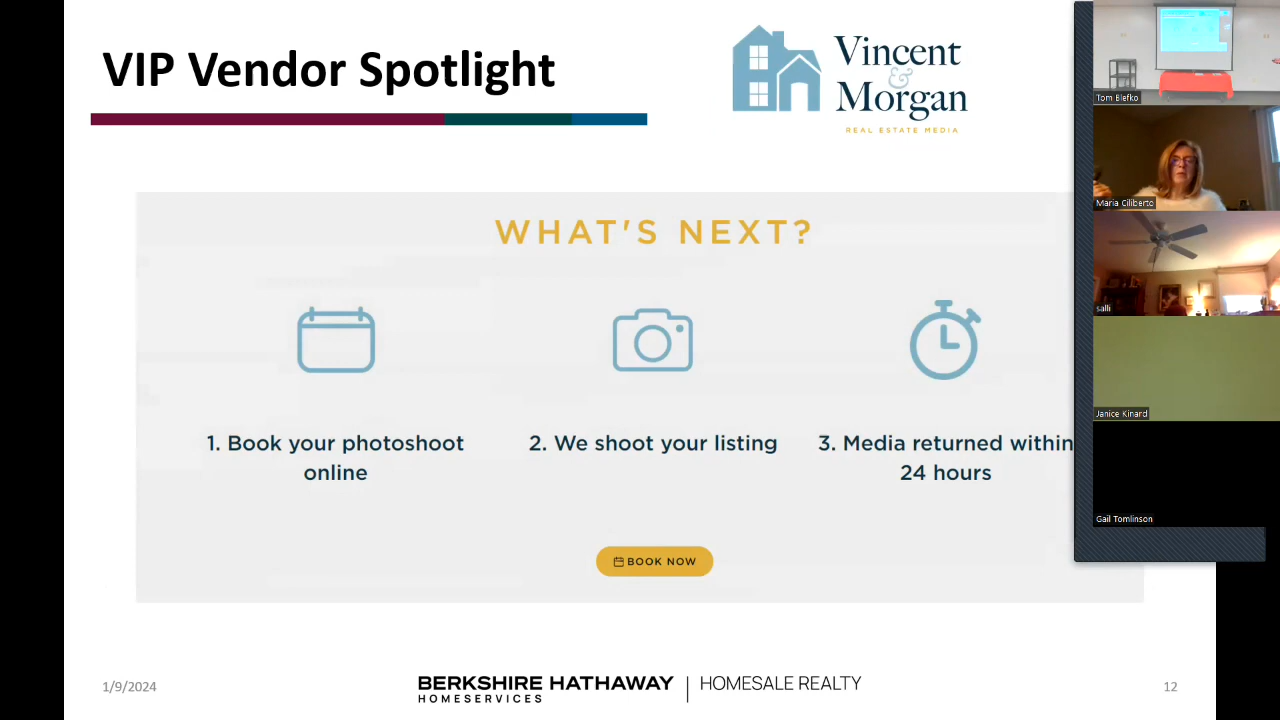 VIP Vendor Spotlight
Vincent
&
Morgan
REAL ESTATE MEDIA
WHAT'S NEXT?
1. Book your photoshoot
online
2. We shoot your listing
3. Media returned within
24 hours
BOOK NOW
1/9/2024
BERKSHIRE HATHAWAY
HOMESERVICES
HOMESALE REALTY
12
Tom Blefko
Maria Ciliberto
salli
Janice Kinard
Gail Tomlinson